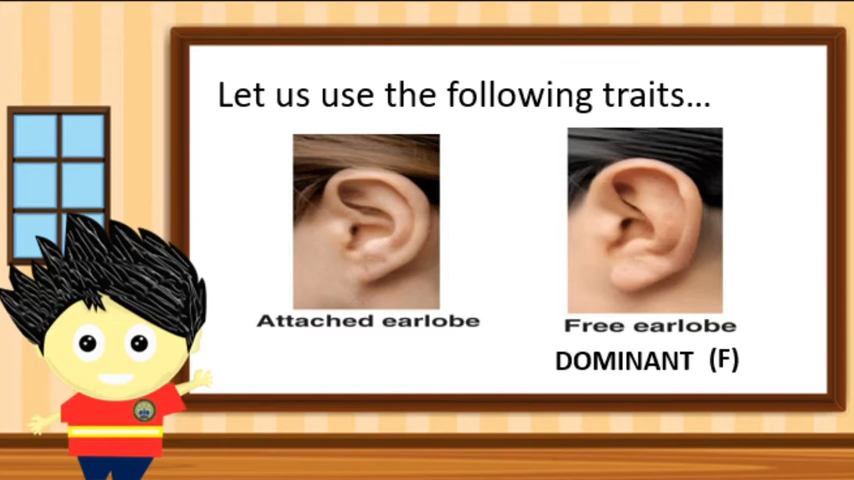 Let us use the following traits...
Attached earlobe
Free earlobe
DOMINANT (F)